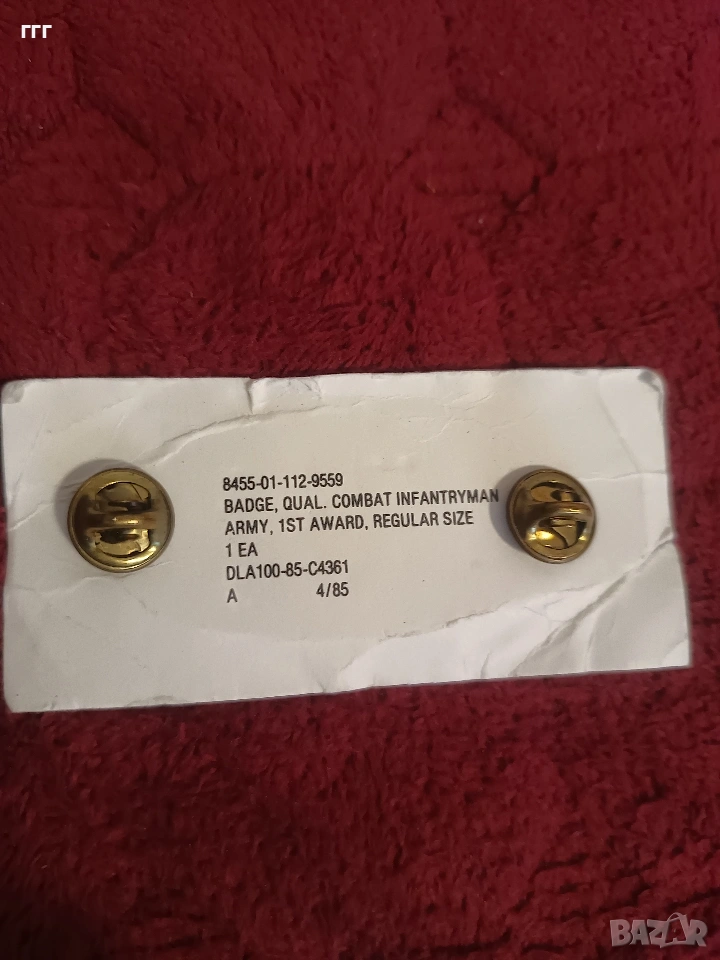 ггг
8455-01-112-9559
BADGE, QUAL. COMBAT INFANTRYMAN
ARMY, 1ST AWARD, REGULAR SIZE
1 EA
DLA100-85-C4361
A 4/85
BAZAR